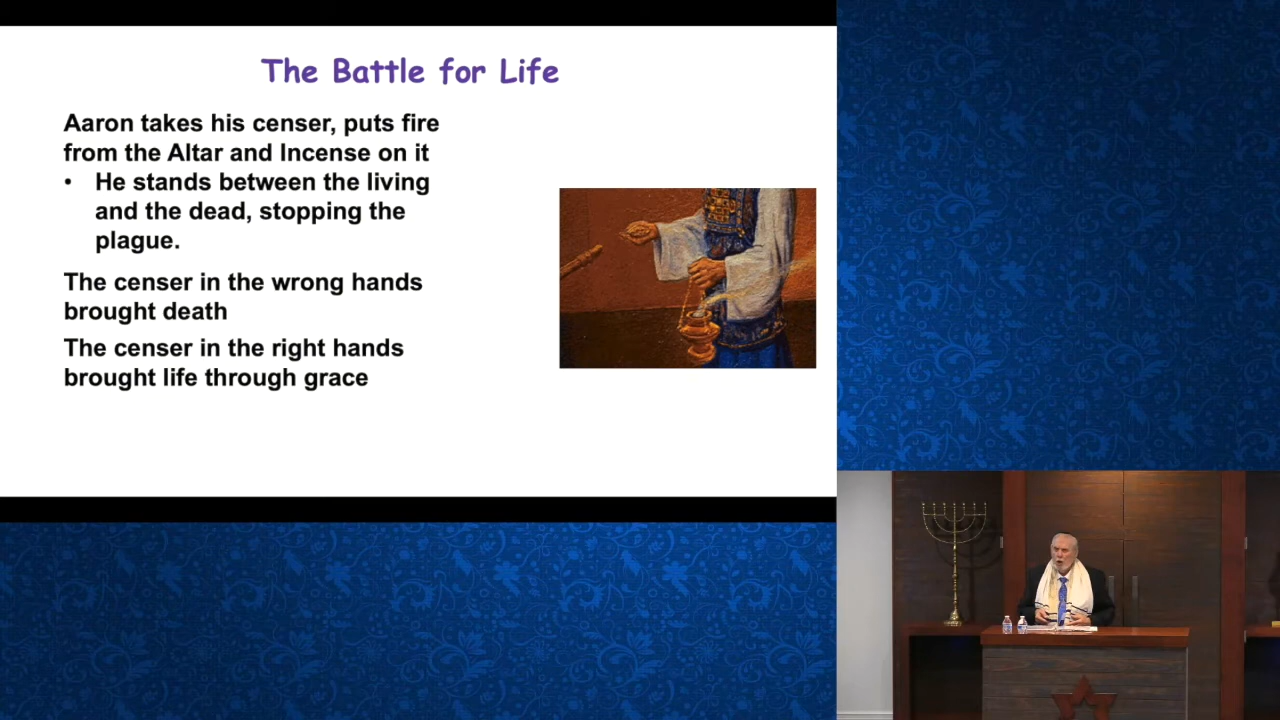 The Battle for Life
Aaron takes his censer, puts fire
from the Altar and Incense on it
• He stands between the living
and the dead, stopping the
plague.
The censer in the wrong hands
brought death
The censer in the right hands
brought life through grace